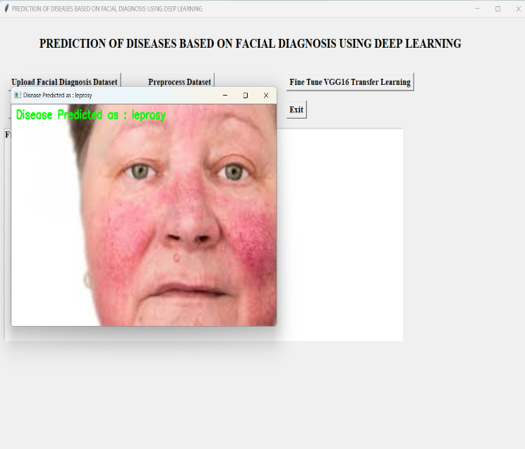 PREDICTION OF DISEASES BASED ON FACIAL DIAGNOSIS USING DEEP LEARNING
PREDICTION OF DISEASES BASED ON FACIAL DIAGNOSIS USING DEEP LEARNING
Upload Facial Diagnosis Dataset
Preprocess Dataset
Fine Tune VGG16 Transfer Learning
Disease Predicted as : leprosy
Exit
Disease Predicted as : leprosy